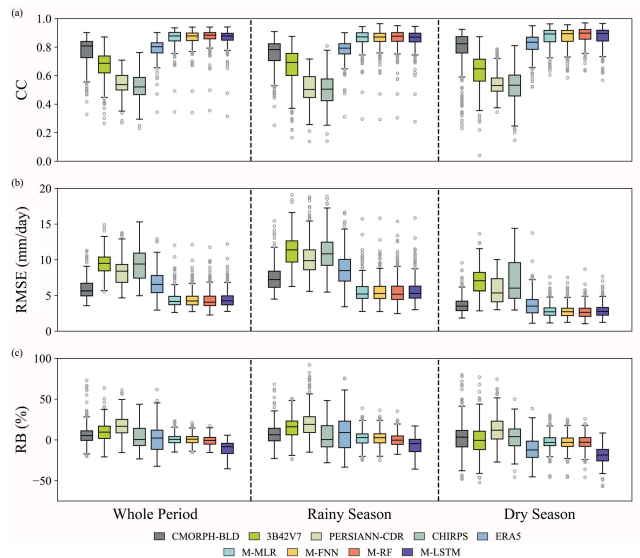 (a)
1.0
0.8
0.6
0.4
0.2
0.0
CC
(b)
20
15
10
5
0
RMSE (mm/day)
(c)
100
50
0
-50
-100
RB (%)
Whole Period Rainy Season Dry Season
CMORPH-BLD 3B42V7 PERSIANN-CDR CHIRPS ERA5
M-MLR M-FNN M-RF M-LSTM